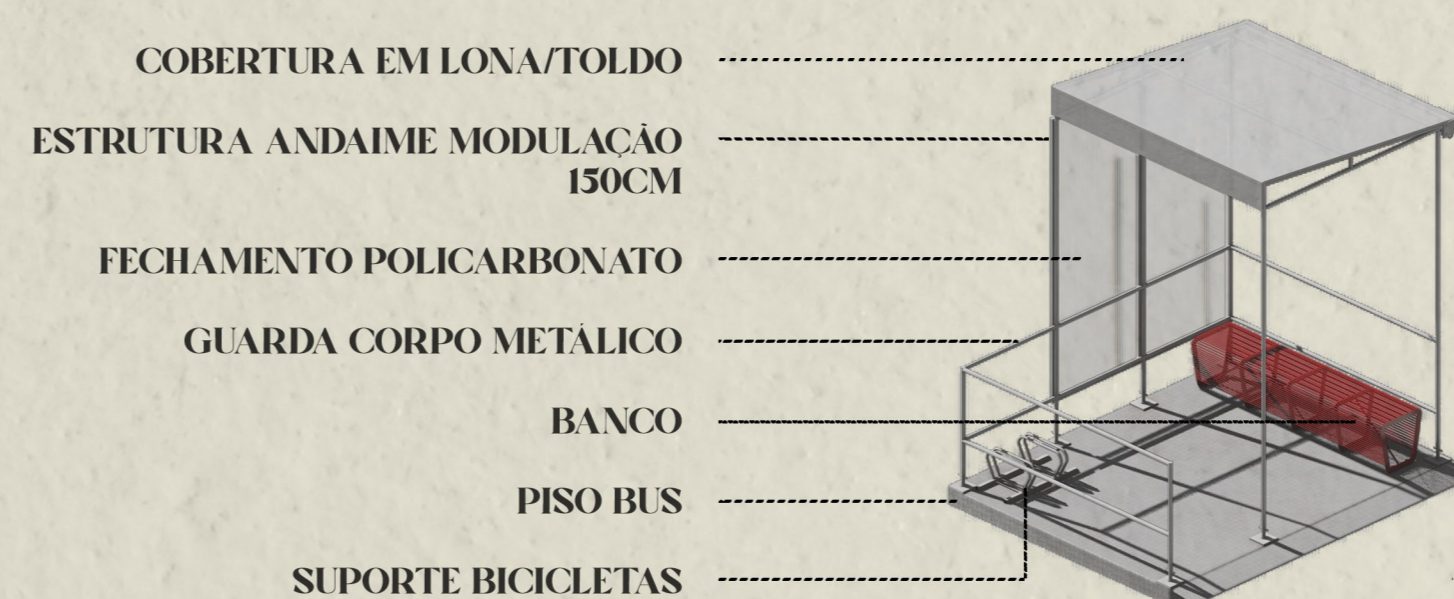 COBERTURA EM LONA/TOLDO
ESTRUTURA ANDAIME MODULAÇÃO
150CM
FECHAMENTO POLICARBONATO
GUARDA CORPO METÁLICO
BANCO
PISO BUS
SUPORTE BICICLETAS